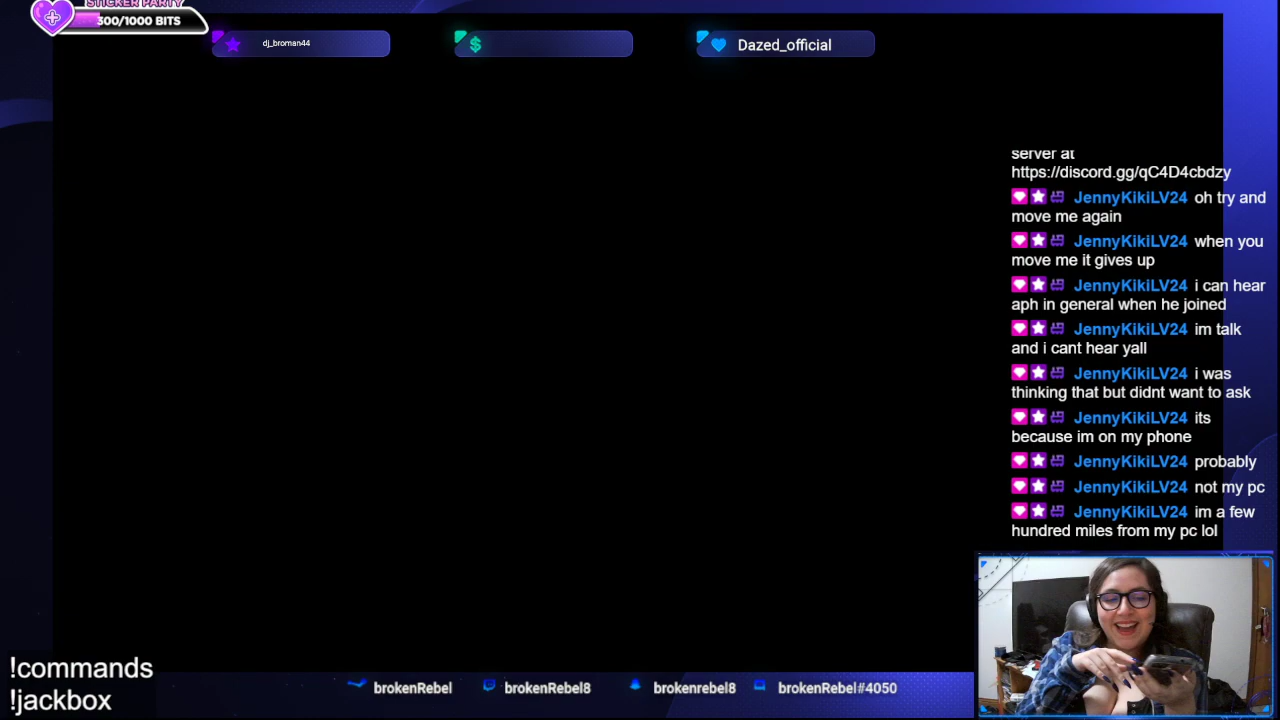 STICKER PARTY
300/1000 BITS
dj_broman44
$
Dazed_official
server at
https://discord.gg/qC4D4cbdzy
JennyKikiLV24 oh try and
move me again
JennyKikiLV24 when you
move me it gives up
JennyKikiLV24 i can hear
aph in general when he joined
JennyKikiLV24 im talk
and i cant hear yall
JennyKikiLV24 i was
thinking that but didnt want to ask
JennyKikiLV24 its
because im on my phone
JennyKikiLV24 probably
JennyKikiLV24 not my pc
JennyKikiLV24 im a few
hundred miles from my pc lol
!commands
!jackbox
brokenRebel
brokenRebel8
brokenrebel8
brokenRebel#4050